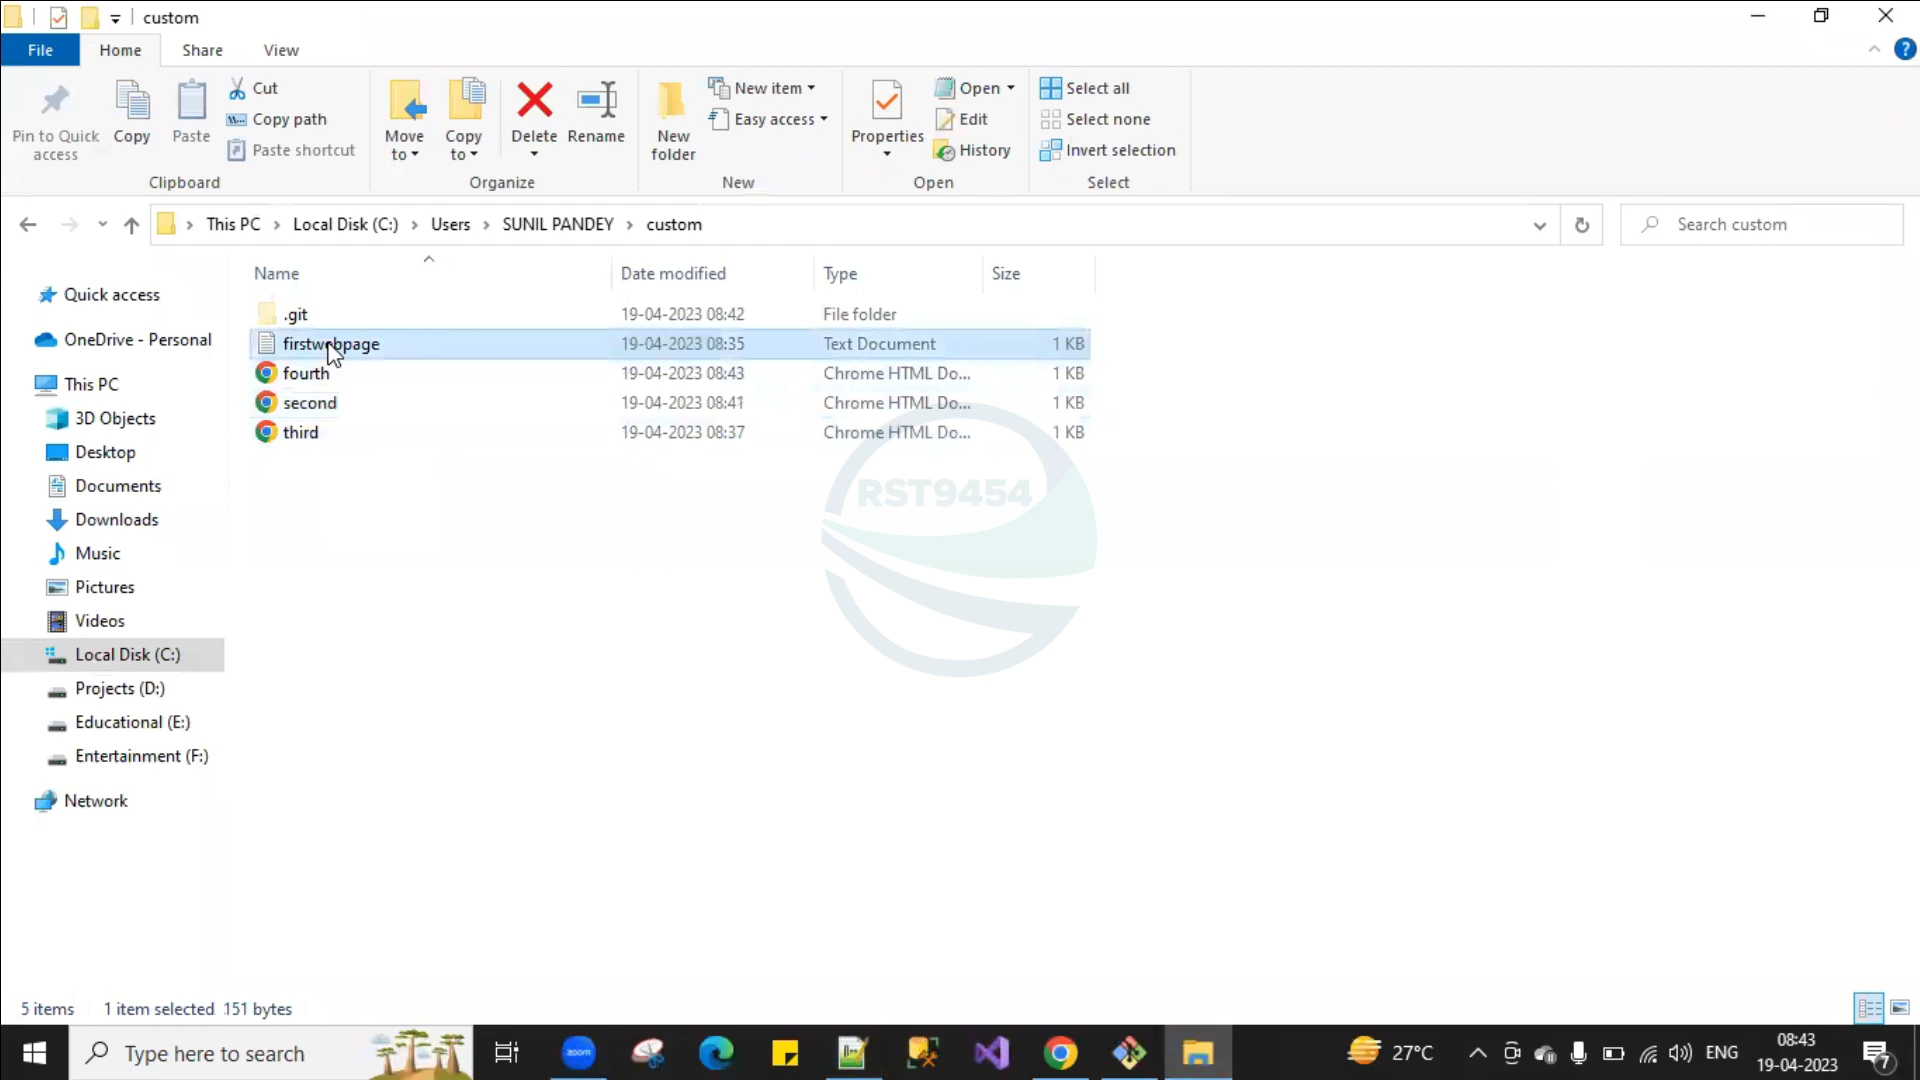 custom
File Home Share View
Pin to Quick access
Copy
Paste
Cut
Copy path
Paste shortcut
Clipboard
Move to
Copy to
Delete
Rename
Organize
New folder
New item
Easy access
New
Properties
Open
Edit
History
Open
Select all
Select none
Invert selection
Select
This PC > Local Disk (C:) > Users > SUNIL PANDEY > custom
Search custom
Name Date modified Type Size
.git 19-04-2023 08:42 File folder
firstwebpage 19-04-2023 08:35 Text Document 1 KB
fourth 19-04-2023 08:43 Chrome HTML Do... 1 KB
second 19-04-2023 08:41 Chrome HTML Do... 1 KB
third 19-04-2023 08:37 Chrome HTML Do... 1 KB
Quick access
OneDrive - Personal
This PC
3D Objects
Desktop
Documents
Downloads
Music
Pictures
Videos
Local Disk (C:)
Projects (D:)
Educational (E:)
Entertainment (F:)
Network
RST9454
5 items 1 item selected 151 bytes
Type here to search
zoom
27°C
ENG
08:43
19-04-2023
7